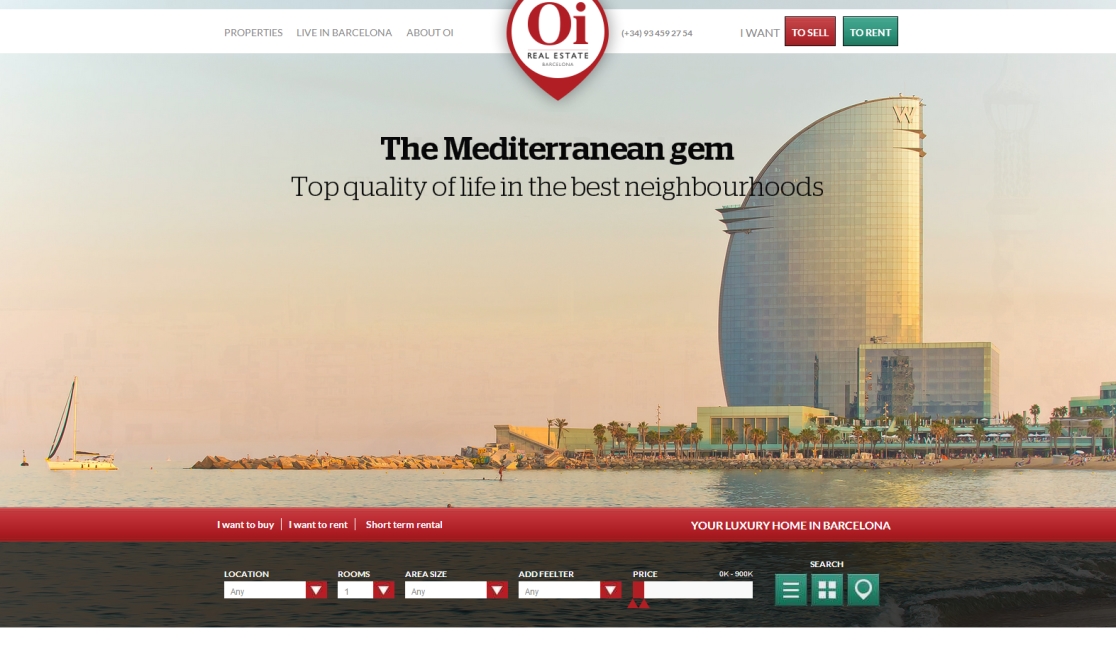 PROPERTIES LIVE IN BARCELONA ABOUT OI
Oi
REAL ESTATE
BARCELONA
(+34) 93 459 27 54
I WANT TO SELL TO RENT
W
The Mediterranean gem
Top quality of life in the best neighbourhoods
I want to buy I want to rent Short term rental
YOUR LUXURY HOME IN BARCELONA
SEARCH
LOCATION ROOMS AREA SIZE ADD FEELTER PRICE 0K - 900K
Any 1 Any Any